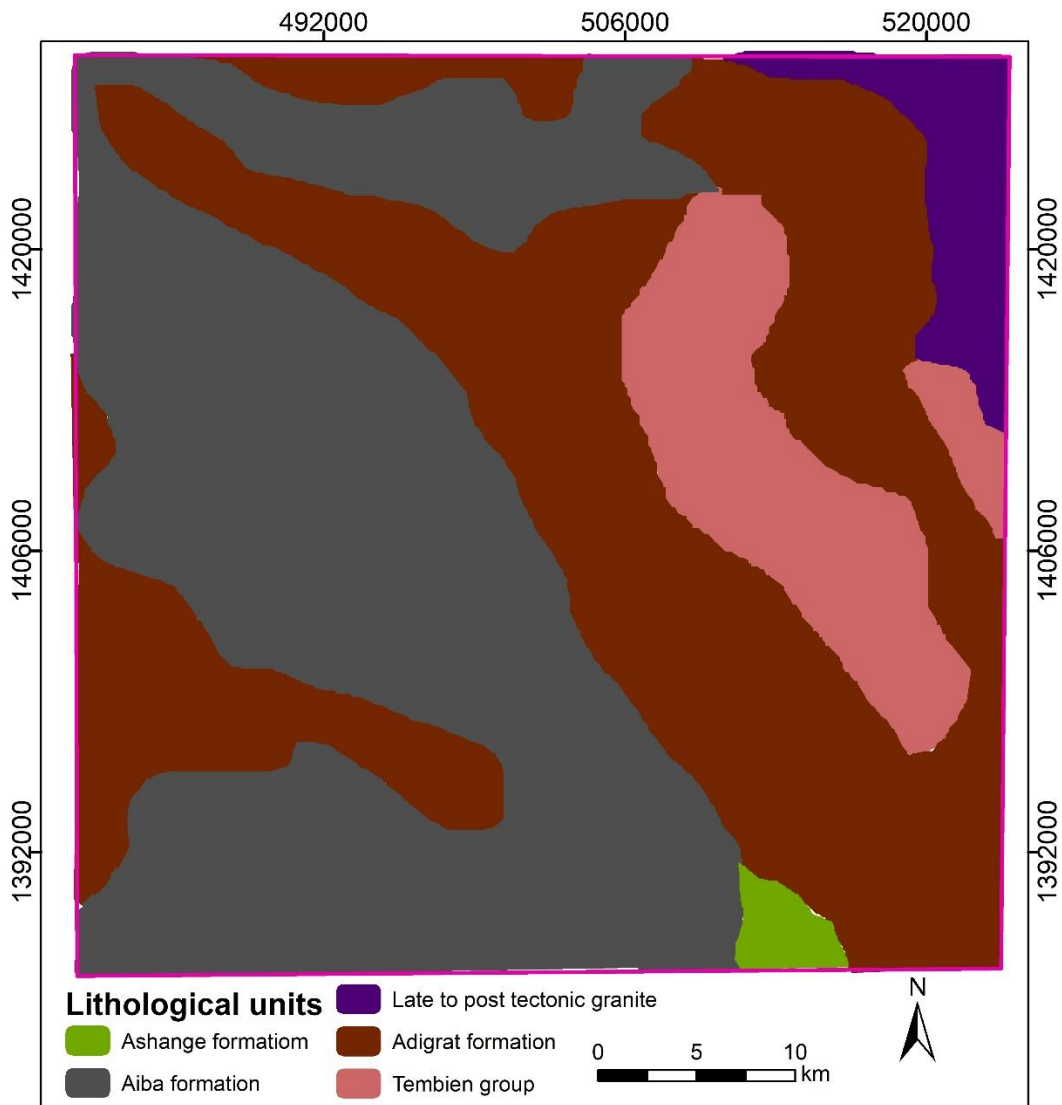 492000 506000 520000
1420000 1420000
1406000 1406000
1392000 1392000
Lithological units
Ashange formatiom
Aiba formation
Late to post tectonic granite
Adigrat formation
Tembien group
0 5 10
km
N